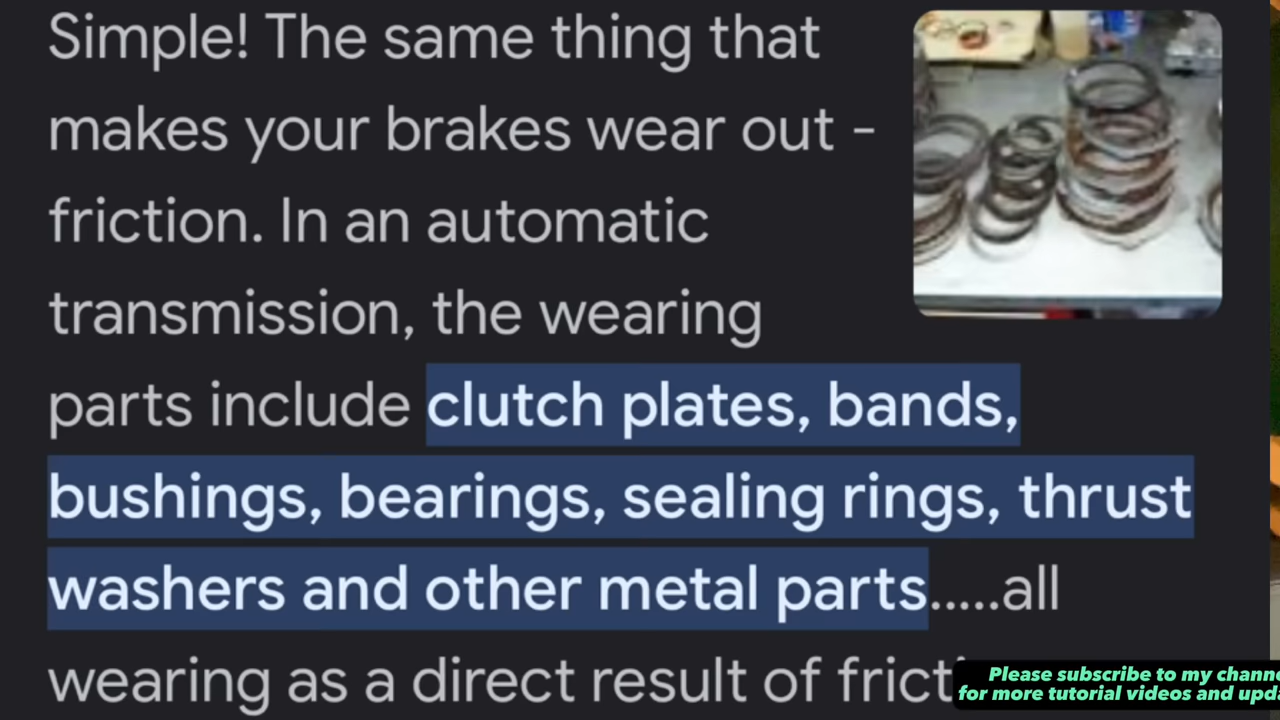 Simple! The same thing that
makes your brakes wear out -
friction. In an automatic
transmission, the wearing
parts include clutch plates, bands,
bushings, bearings, sealing rings, thrust
washers and other metal parts.....all
wearing as a direct result of
Please subscribe to my
for more tutorial videos and